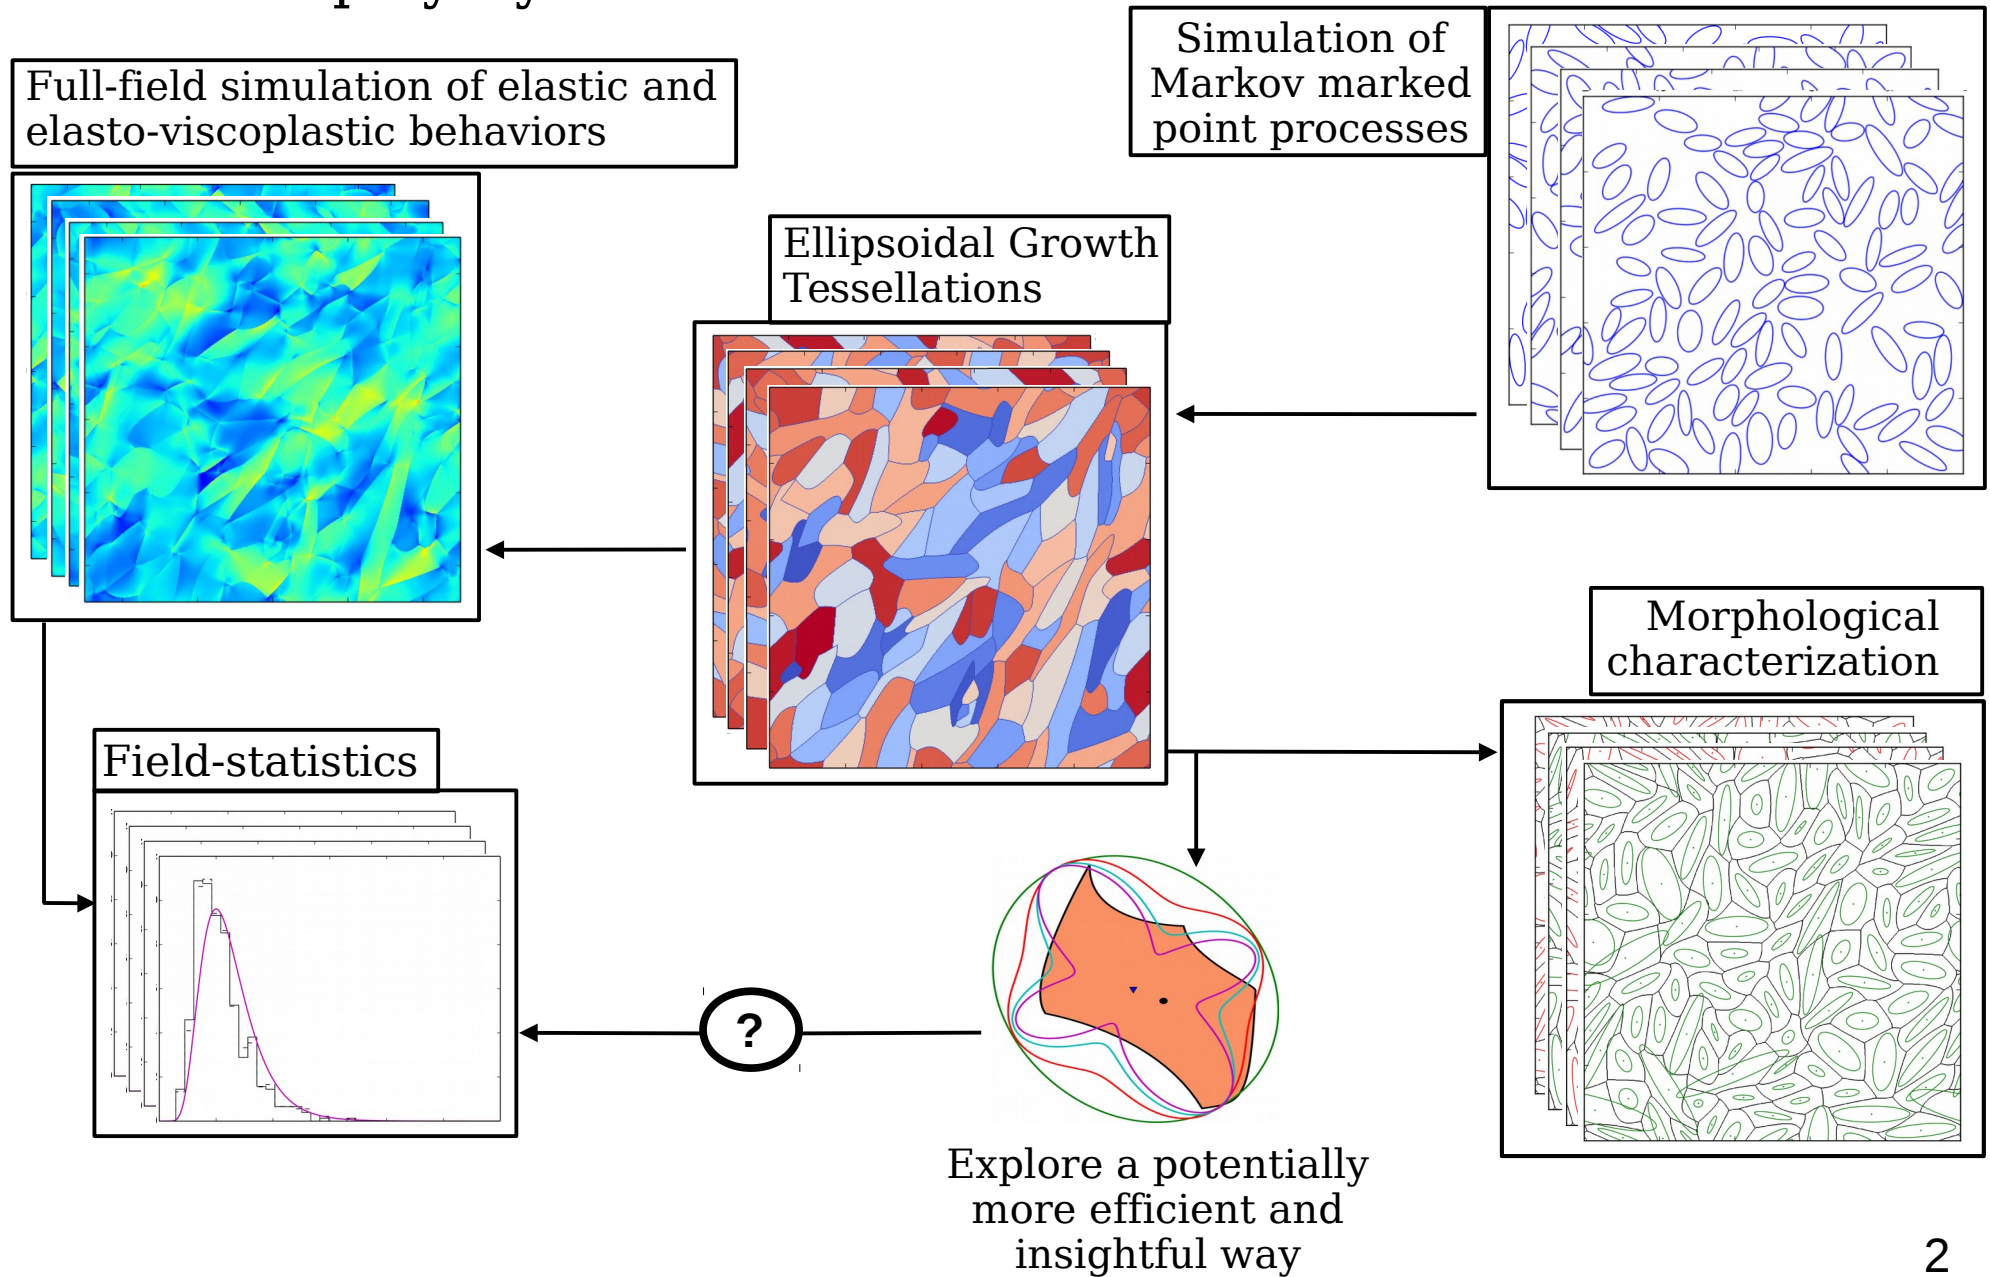 Simulation of
Markov marked
point processes
Full-field simulation of elastic and
elasto-viscoplastic behaviors
Ellipsoidal Growth
Tessellations
Morphological
characterization
Field-statistics
?
Explore a potentially
more efficient and
insightful way
2